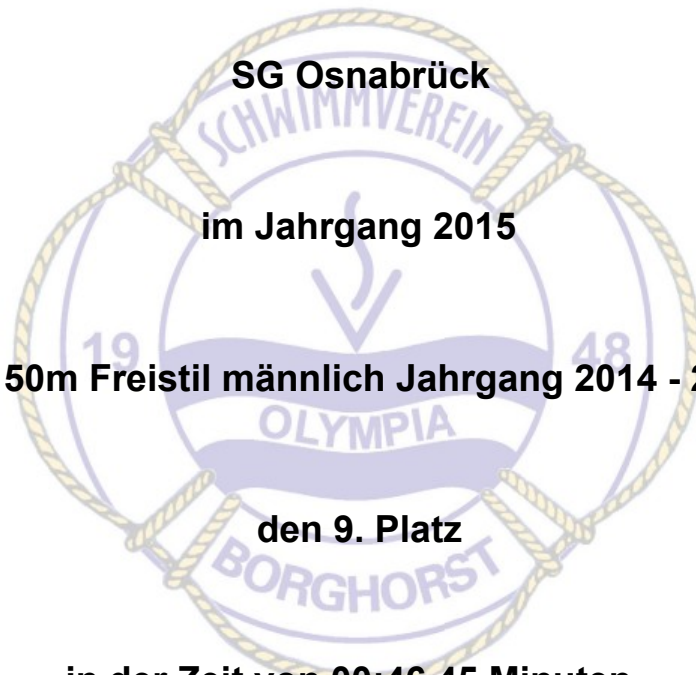 SG Osnabrück
SCHWIMMVEREIN
im Jahrgang 2015
19 48
50m Freistil männlich Jahrgang 2014 -
OLYMPIA
den 9. Platz
BORGHORST
in der Zeit von 00:46,45 Minuten